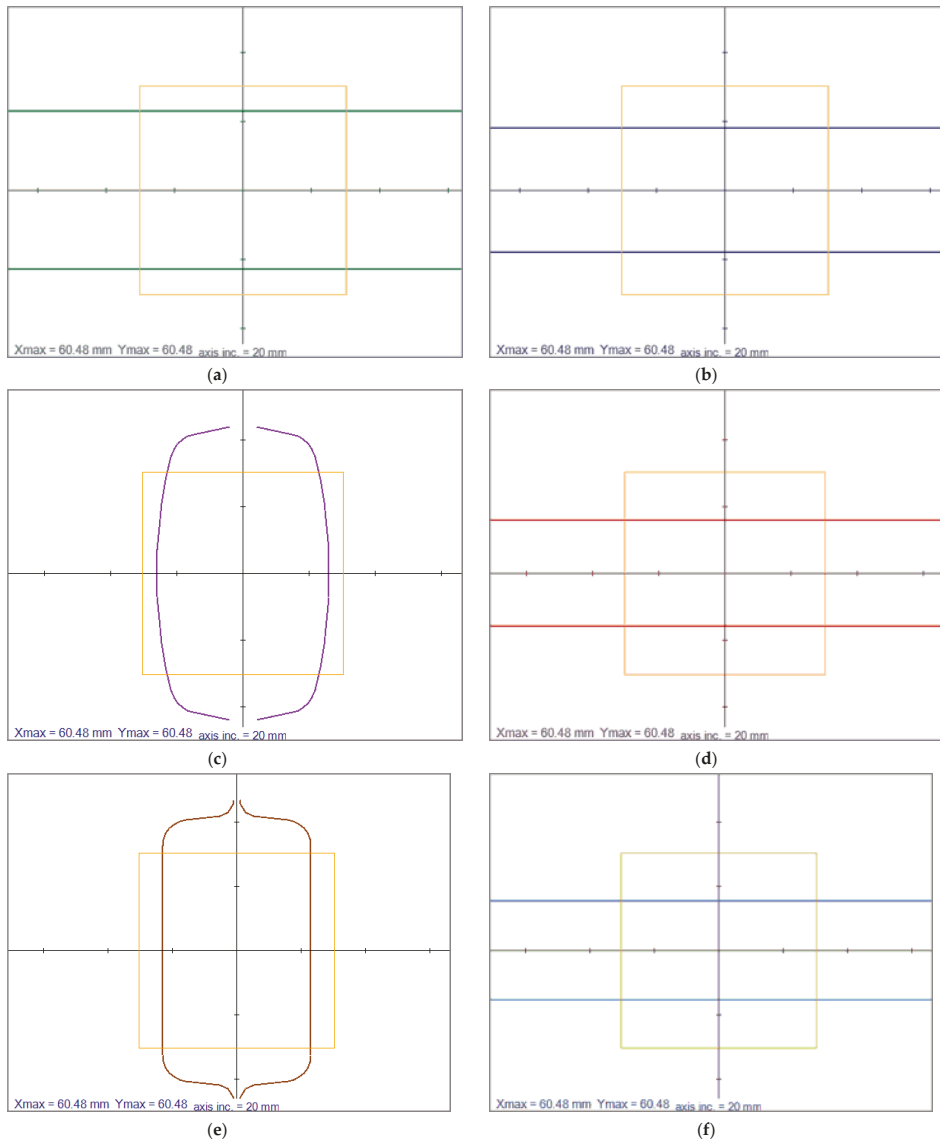 Xmax = 60.48 mm Ymax = 60.48 axis inc. = 20 mm
Xmax = 60.48 mm Ymax = 60.48 axis inc. = 20 mm
(a)
(b)
Xmax = 60.48 mm Ymax = 60.48 axis inc. = 20 mm
Xmax = 60.48 mm Ymax = 60.48 axis inc. = 20 mm
(c)
(d)
Xmax = 60.48 mm Ymax = 60.48 axis inc. = 20 mm
Xmax = 60.48 mm Ymax = 60.48 axis inc. = 20 mm
(e)
(f)